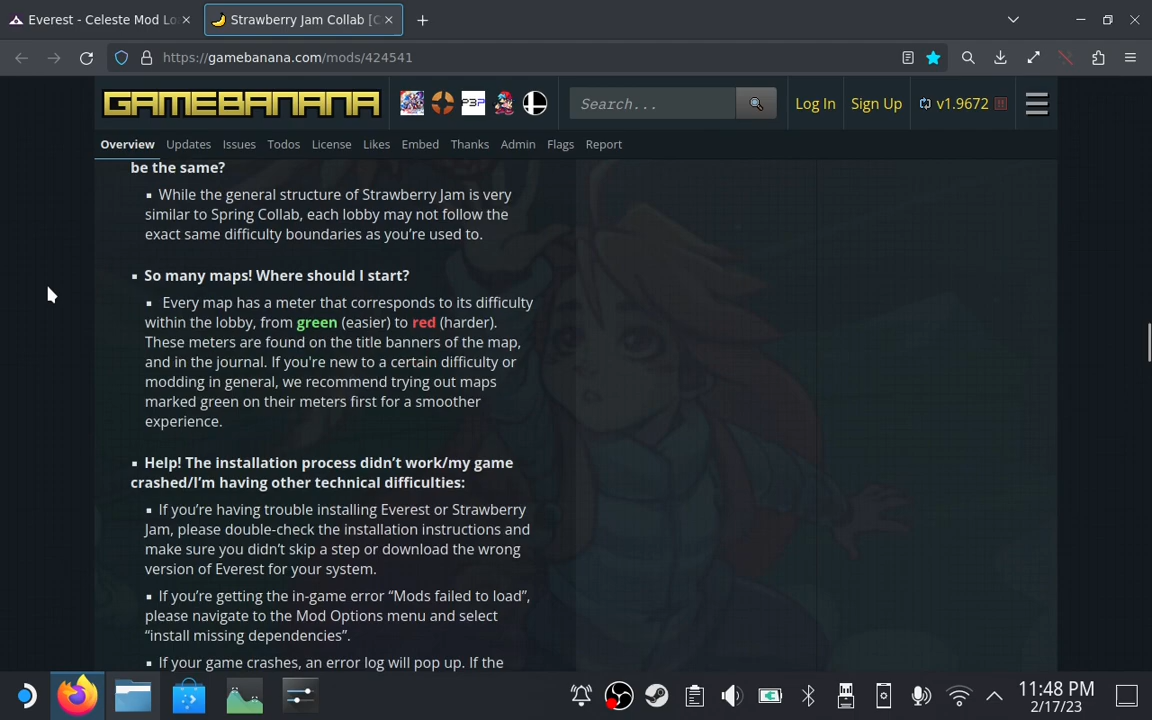 Everest - Celeste Mod Lo
Strawberry Jam Collab [C
https://gamebanana.com/mods/424541
GAMEBANANA
P3P
Search...
Log In
Sign Up
v1.9672
Overview
Updates
Issues
Todos
License
Likes
Embed
Thanks
Admin
Flags
Report
be the same?
▪ While the general structure of Strawberry Jam is very
similar to Spring Collab, each lobby may not follow the
exact same difficulty boundaries as you’re used to.
▪ So many maps! Where should I start?
▪ Every map has a meter that corresponds to its difficulty
within the lobby, from green (easier) to red (harder).
These meters are found on the title banners of the map,
and in the journal. If you're new to a certain difficulty or
modding in general, we recommend trying out maps
marked green on their meters first for a smoother
experience.
▪ Help! The installation process didn’t work/my game
crashed/I’m having other technical difficulties:
▪ If you’re having trouble installing Everest or Strawberry
Jam, please double-check the installation instructions and
make sure you didn’t skip a step or download the wrong
version of Everest for your system.
▪ If you’re getting the in-game error “Mods failed to load”,
please navigate to the Mod Options menu and select
“install missing dependencies”.
▪ If your game crashes, an error log will pop up. If the
11:48 PM
2/17/23